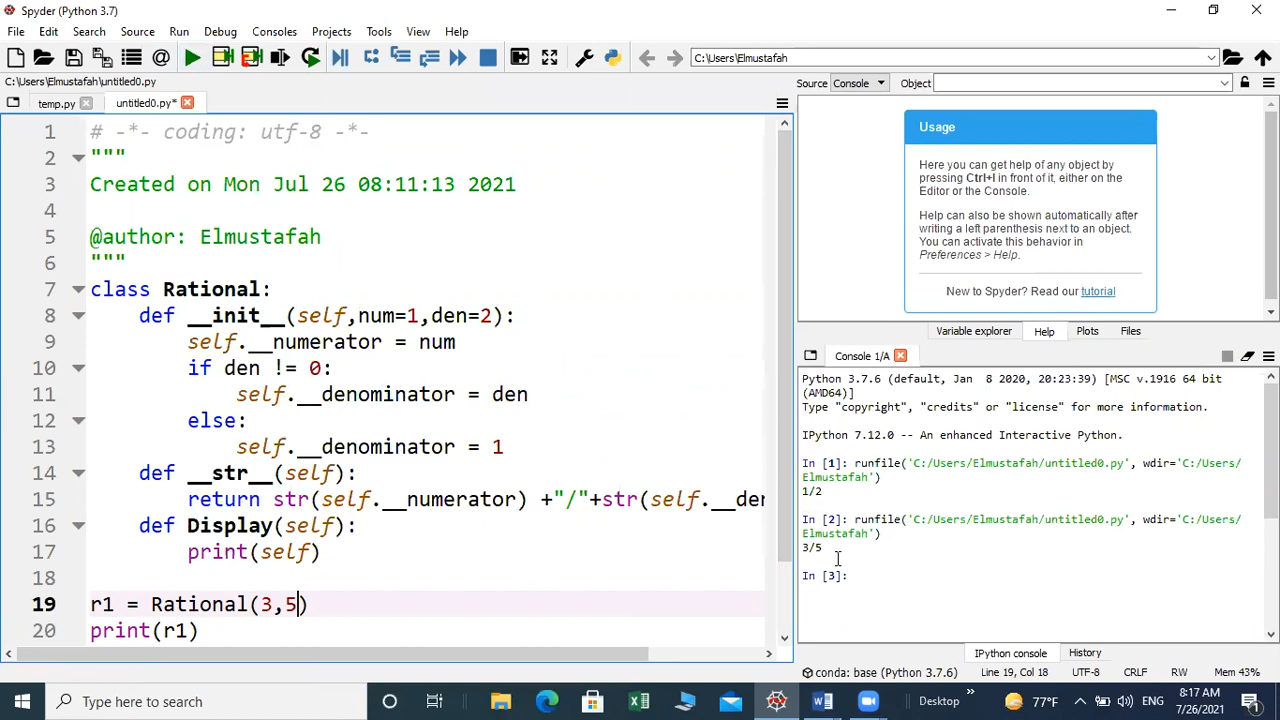 Spyder (Python 3.7)
File Edit Search Source Run Debug Consoles Projects Tools View Help
C:\Users\Elmustafah
C:\Users\Elmustafah\untitled0.py
temp.py untitled0.py*
1 # -*- coding: utf-8 -*-
2 """
3 Created on Mon Jul 26 08:11:13 2021
4
5 @author: Elmustafah
6 """
7 class Rational:
8 def __init__(self,num=1,den=2):
9 self.__numerator = num
10 if den != 0:
11 self.__denominator = den
12 else:
13 self.__denominator = 1
14 def __str__(self):
15 return str(self.__numerator) +"/"+str(self.__den
16 def Display(self):
17 print(self)
18
19 r1 = Rational(3,5)
20 print(r1)
Source Console Object
Usage
Here you can get help of any object by
pressing Ctrl+I in front of it, either on the
Editor or the Console.
Help can also be shown automatically after
writing a left parenthesis next to an object.
You can activate this behavior in
Preferences > Help.
New to Spyder? Read our tutorial
Variable explorer Help Plots Files
Console 1/A
Python 3.7.6 (default, Jan  8 2020, 20:23:39) [MSC v.1916 64 bit
(AMD64)]
Type "copyright", "credits" or "license" for more information.
IPython 7.12.0 -- An enhanced Interactive Python.
In [1]: runfile('C:/Users/Elmustafah/untitled0.py', wdir='C:/Users/
Elmustafah')
1/2
In [2]: runfile('C:/Users/Elmustafah/untitled0.py', wdir='C:/Users/
Elmustafah')
3/5
In [3]:
IPython console History
conda: base (Python 3.7.6) Line 19, Col 18 UTF-8 CRLF RW Mem 43%
Type here to search
Desktop » 77°F ENG 8:17 AM
7/26/2021 1